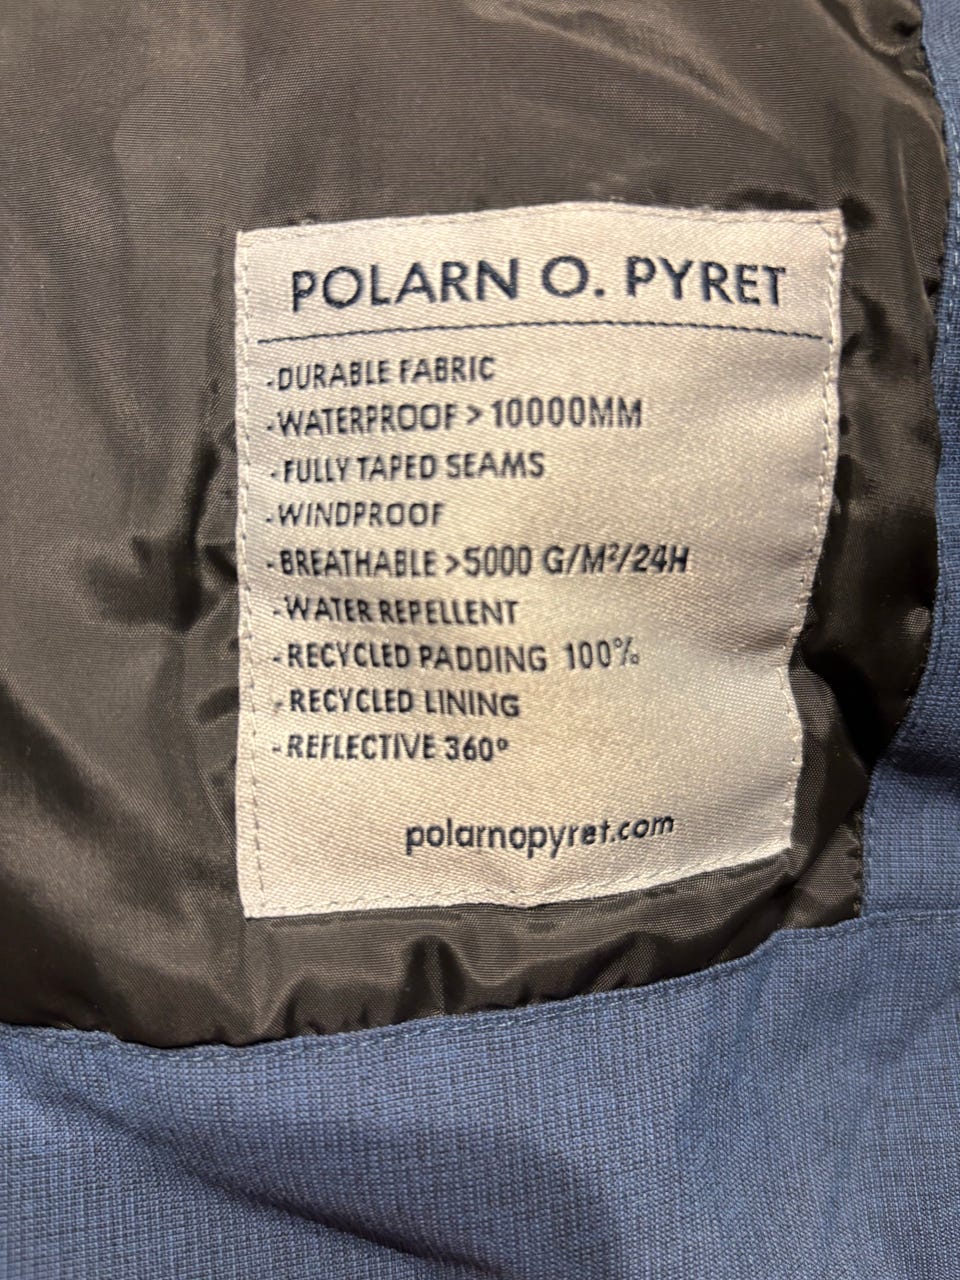 POLARN O. PYRET
-DURABLE FABRIC
-WATERPROOF > 10000MM
-FULLY TAPED SEAMS
-WINDPROOF
-BREATHABLE >5000 G/M²/24H
-WATER REPELLENT
-RECYCLED PADDING 100%
-RECYCLED LINING
-REFLECTIVE 360°
polarnopyret.com